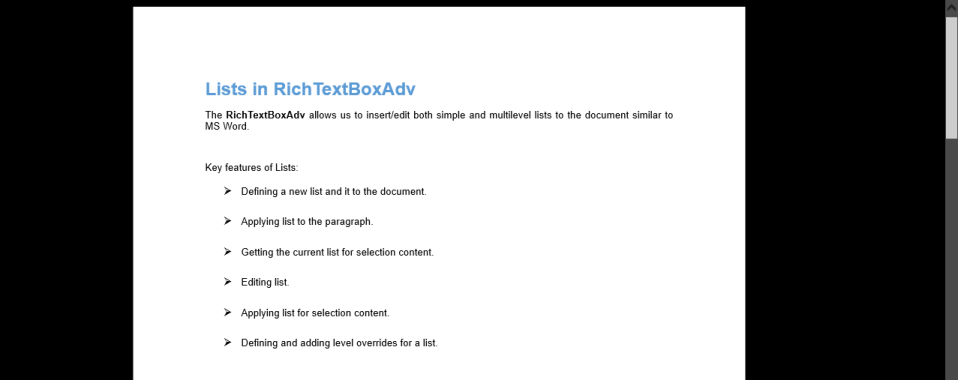 Lists in RichTextBoxAdv
The RichTextBoxAdv allows us to insert/edit both simple and multilevel lists to the document similar to
MS Word.
Key features of Lists:
➢ Defining a new list and it to the document.
➢ Applying list to the paragraph.
➢ Getting the current list for selection content.
➢ Editing list.
➢ Applying list for selection content.
➢ Defining and adding level overrides for a list.